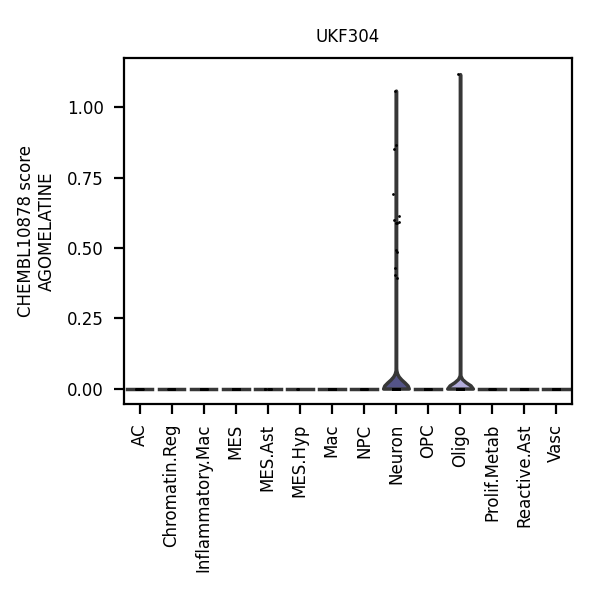 UKF304
CHEMBL10878 score
AGOMELATINE
1.00
0.75
0.50
0.25
0.00
AC
Chromatin.Reg
Inflammatory.Mac
MES
MES.Ast
MES.Hyp
Mac
NPC
Neuron
OPC
Oligo
Prolif.Metab
Reactive.Ast
Vasc